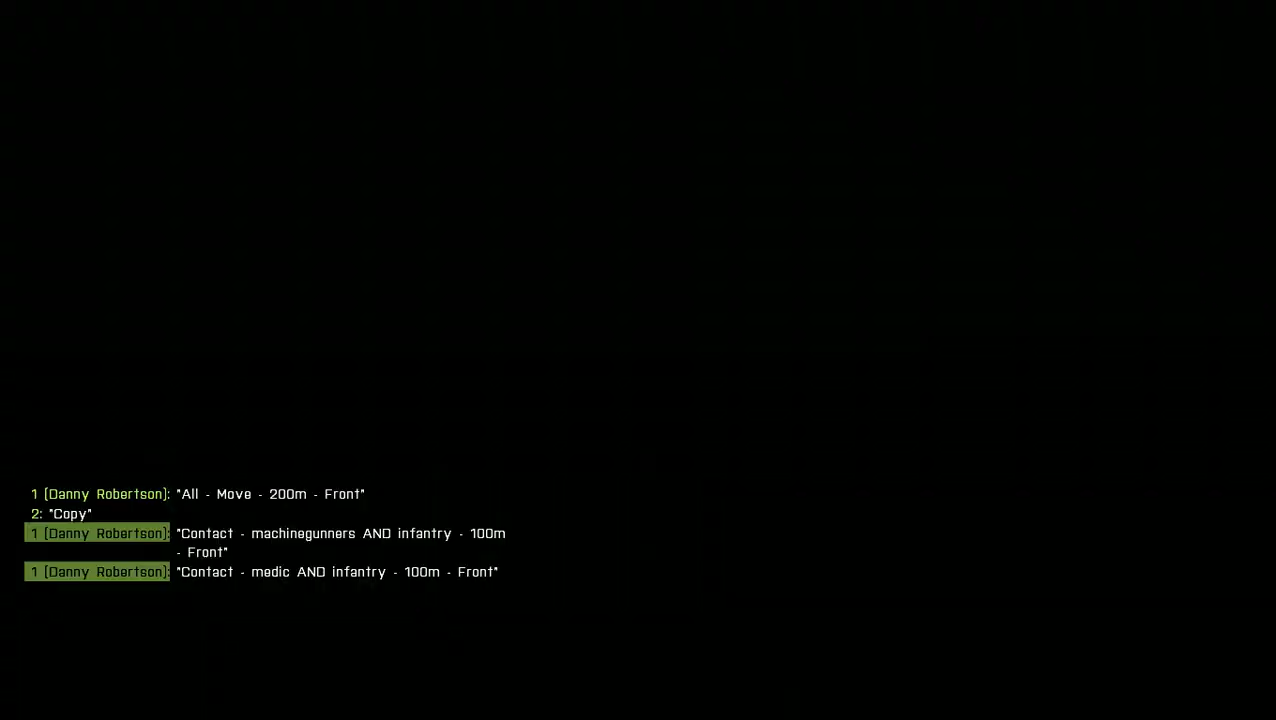 1 (Danny Robertson): "All - Move - 200m - Front"
2: "Copy"
1 (Danny Robertson): "Contact - machinegunners AND infantry - 100m
- Front"
1 (Danny Robertson): "Contact - medic AND infantry - 100m - Front"